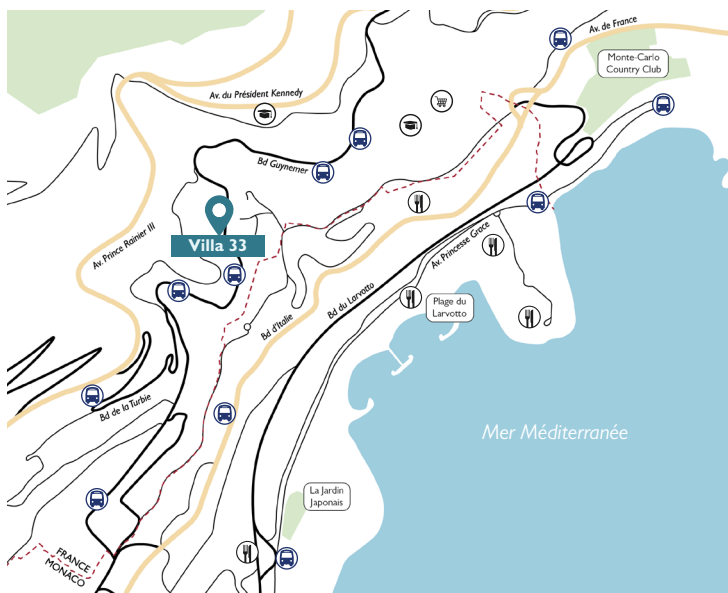 Av. de France
Monte-Carlo
Country Club
Av. du Président Kennedy
Bd Guynemer
Villa 33
Av. Prince Rainier III
Av. Princesse Grace
Bd du Larvotto
Plage du
Larvotto
Bd d'Italie
Bd de la Turbie
Mer Méditerranée
La Jardin
Japonais
FRANCE
MONACO